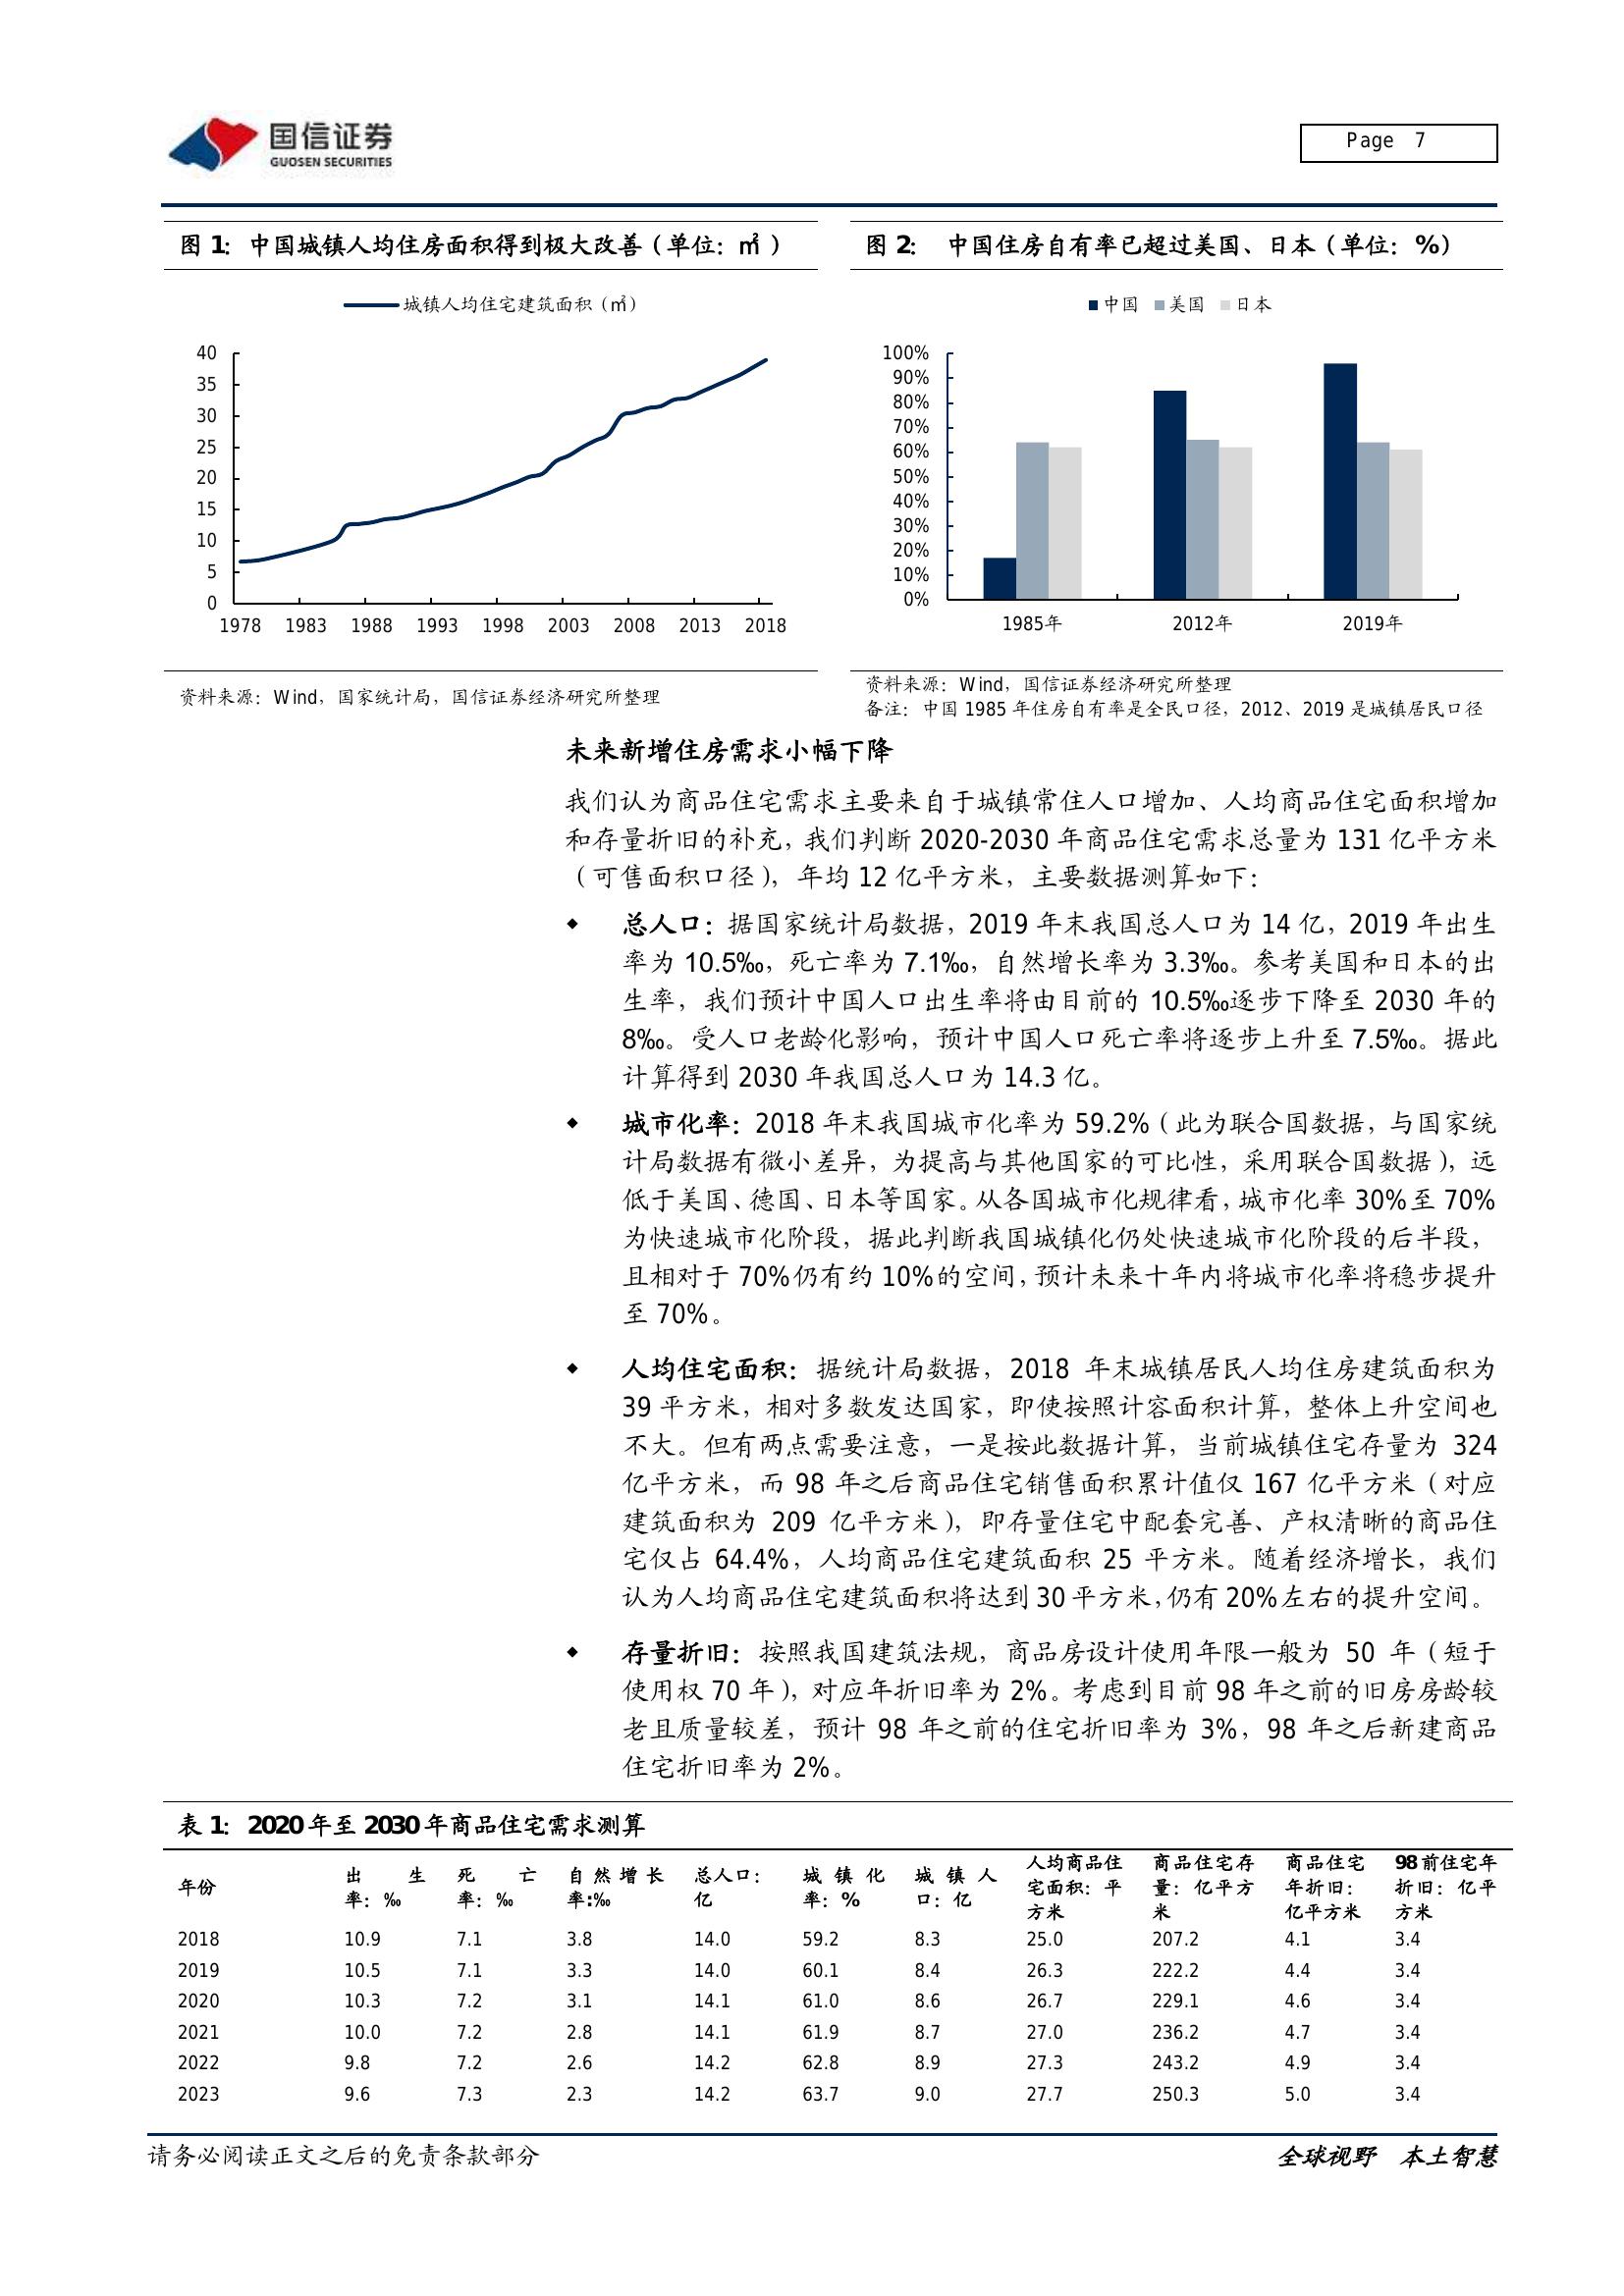 国信证券
GUOSEN SECURITIES
Page 7
图 1：中国城镇人均住房面积得到极大改善（单位：㎡ ）
城镇人均住宅建筑面积（㎡）
40
35
30
25
20
15
10
5
0
1978 1983 1988 1993 1998 2003 2008 2013 2018
资料来源：Wind，国家统计局，国信证券经济研究所整理
图 2： 中国住房自有率已超过美国、日本（单位：%）
中国 美国 日本
100%
90%
80%
70%
60%
50%
40%
30%
20%
10%
0%
1985年 2012年 2019年
资料来源：Wind，国信证券经济研究所整理
备注：中国 1985 年住房自有率是全民口径，2012、2019 是城镇居民口径
未来新增住房需求小幅下降
我们认为商品住宅需求主要来自于城镇常住人口增加、人均商品住宅面积增加
和存量折旧的补充，我们判断 2020-2030 年商品住宅需求总量为 131 亿平方米
（可售面积口径），年均 12 亿平方米，主要数据测算如下：
◆ 总人口：据国家统计局数据，2019 年末我国总人口为 14 亿，2019 年出生
率为 10.5‰，死亡率为 7.1‰，自然增长率为 3.3‰。参考美国和日本的出
生率，我们预计中国人口出生率将由目前的 10.5‰逐步下降至 2030 年的
8‰。受人口老龄化影响，预计中国人口死亡率将逐步上升至 7.5‰。据此
计算得到 2030 年我国总人口为 14.3 亿。
◆ 城市化率：2018 年末我国城市化率为 59.2%（此为联合国数据，与国家统
计局数据有微小差异，为提高与其他国家的可比性，采用联合国数据），远
低于美国、德国、日本等国家。从各国城市化规律看，城市化率 30%至 70%
为快速城市化阶段，据此判断我国城镇化仍处快速城市化阶段的后半段，
且相对于 70%仍有约 10%的空间，预计未来十年内将城市化率将稳步提升
至 70%。
◆ 人均住宅面积：据统计局数据，2018 年末城镇居民人均住房建筑面积为
39 平方米，相对多数发达国家，即使按照计容面积计算，整体上升空间也
不大。但有两点需要注意，一是按此数据计算，当前城镇住宅存量为 324
亿平方米，而 98 年之后商品住宅销售面积累计值仅 167 亿平方米（对应
建筑面积为 209 亿平方米），即存量住宅中配套完善、产权清晰的商品住
宅仅占 64.4%，人均商品住宅建筑面积 25 平方米。随着经济增长，我们
认为人均商品住宅建筑面积将达到 30 平方米，仍有 20%左右的提升空间。
◆ 存量折旧：按照我国建筑法规，商品房设计使用年限一般为 50 年（短于
使用权 70 年），对应年折旧率为 2%。考虑到目前 98 年之前的旧房房龄较
老且质量较差，预计 98 年之前的住宅折旧率为 3%，98 年之后新建商品
住宅折旧率为 2%。
表 1：2020 年至 2030 年商品住宅需求测算
年份 出生率：‰ 死亡率：‰ 自然增长率:‰ 总人口：亿 城镇化率：% 城镇人口：亿 人均商品住宅面积：平方米 商品住宅存量：亿平方米 商品住宅年折旧：亿平方米 98 前住宅年折旧：亿平方米
2018 10.9 7.1 3.8 14.0 59.2 8.3 25.0 207.2 4.1 3.4
2019 10.5 7.1 3.3 14.0 60.1 8.4 26.3 222.2 4.4 3.4
2020 10.3 7.2 3.1 14.1 61.0 8.6 26.7 229.1 4.6 3.4
2021 10.0 7.2 2.8 14.1 61.9 8.7 27.0 236.2 4.7 3.4
2022 9.8 7.2 2.6 14.2 62.8 8.9 27.3 243.2 4.9 3.4
2023 9.6 7.3 2.3 14.2 63.7 9.0 27.7 250.3 5.0 3.4
请务必阅读正文之后的免责条款部分
全球视野 本土智慧